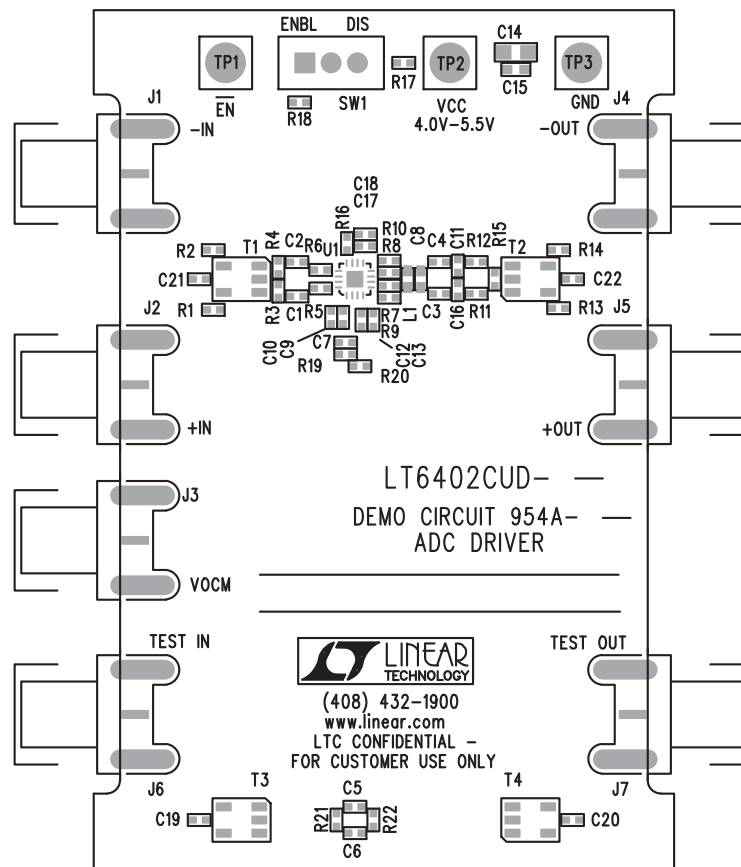 ENBL DIS
C14
TP1
TP2
TP3
R17
C15
J1
EN
R18
SW1
VCC
4.0V-5.5V
GND
J4
-IN
-OUT
C18
C17
R16
R10
R8
C8
C4
C11
R12
R15
R2
T1
R4
C2
R6
U1
T2
R14
C21
C22
R1
R3
C1
R5
R7
R9
L1
C3
C16
R11
R13
J2
J5
C10
C9
C7
C12
C13
R19
R20
+IN
+OUT
LT6402CUD- -
J3
DEMO CIRCUIT 954A- -
ADC DRIVER
VOCM
TEST IN
TEST OUT
LINEAR
TECHNOLOGY
(408) 432-1900
www.linear.com
LTC CONFIDENTIAL -
FOR CUSTOMER USE ONLY
J6
T3
C5
T4
J7
C19
R21
R22
C20
C6